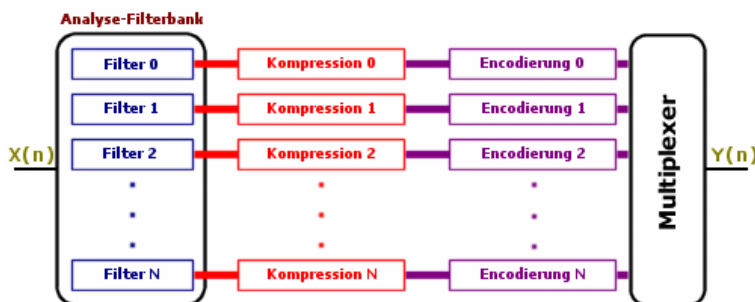 Analyse-Filterbank
Filter 0 Kompression 0 Encodierung 0
Filter 1 Kompression 1 Encodierung 1
X(n) Filter 2 Kompression 2 Encodierung 2 Multiplexer Y(n)
Filter N Kompression N Encodierung N